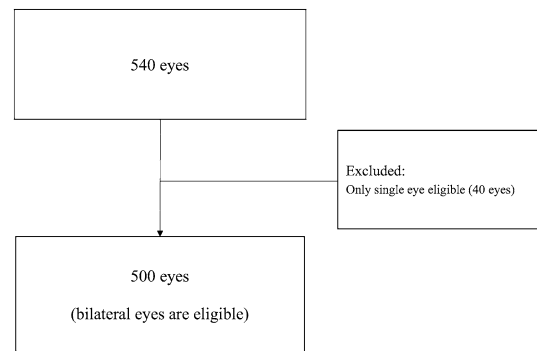 540 eyes
Excluded:
Only single eye eligible (40 eyes)
500 eyes
(bilateral eyes are eligible)